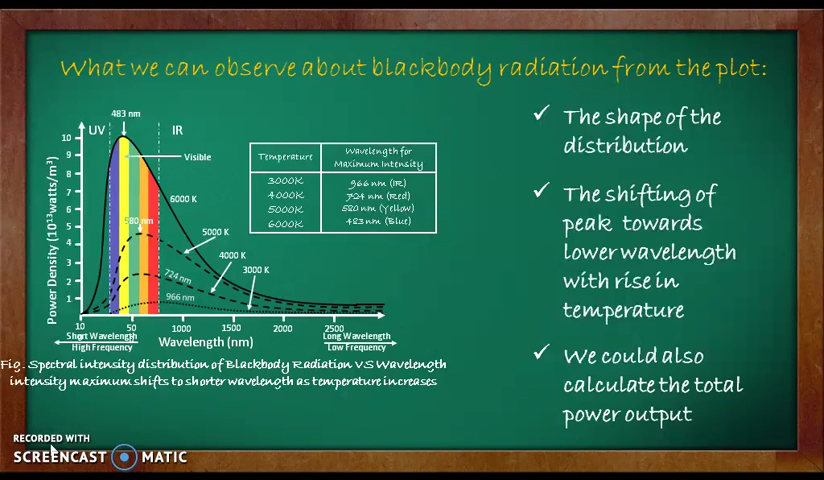 What we can observe about blackbody radiation from the plot:
483 nm
UV
IR
Visible
10
9
8
7
6
5
4
3
2
1
Power Density (10¹³watts/m³)
580 nm
6000 K
5000 K
4000 K
3000 K
724 nm
966 nm
10
50
1000
1500
2000
2500
Wavelength (nm)
Short Wavelength
High Frequency
Long Wavelength
Low Frequency
Temperature
Wavelength for
Maximum Intensity
3000K 966 nm (IR)
4000K 724 nm (Red)
5000K 580 nm (Yellow)
6000K 483 nm (Blue)
Fig. Spectral intensity distribution of Blackbody Radiation VS Wavelength
intensity maximum shifts to shorter wavelength as temperature increases
✓ The shape of the
distribution
✓ The shifting of
peak towards
lower wavelength
with rise in
temperature
✓ We could also
calculate the total
power output
RECORDED WITH
SCREENCAST MATIC